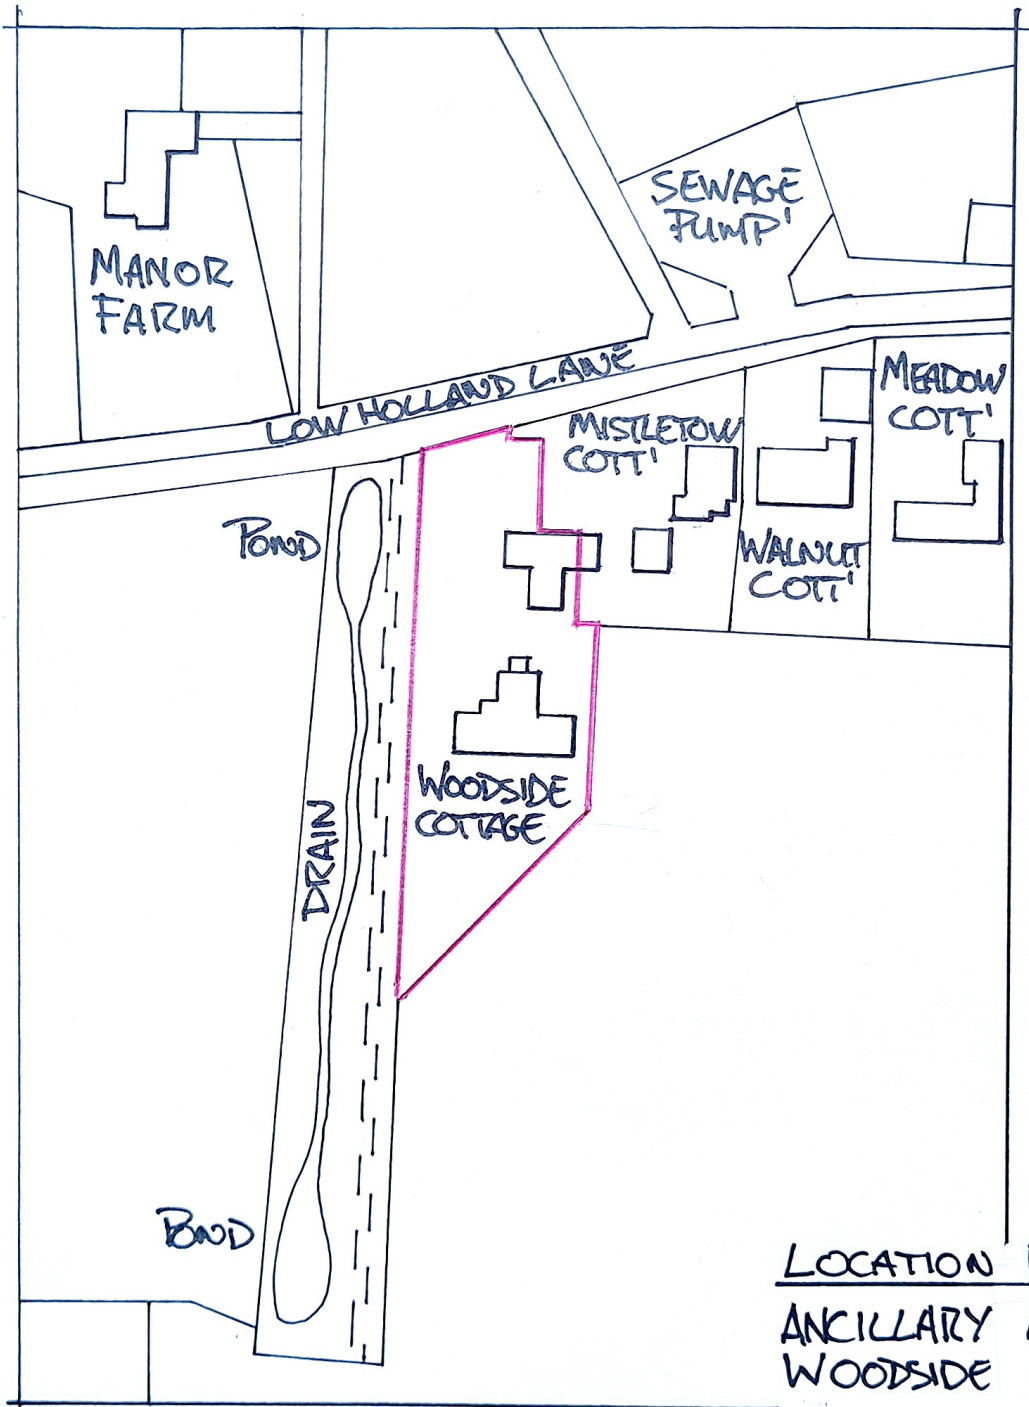 SEWAGE
PUMP'
MANOR
FARM
LOW HOLLAND LANE
MEADOW
COTT'
MISTLETOW
COTT'
POND
WALNUT
COTT'
WOODSIDE
COTTAGE
DRAIN
POND
LOCATION
ANCILLARY
WOODSIDE